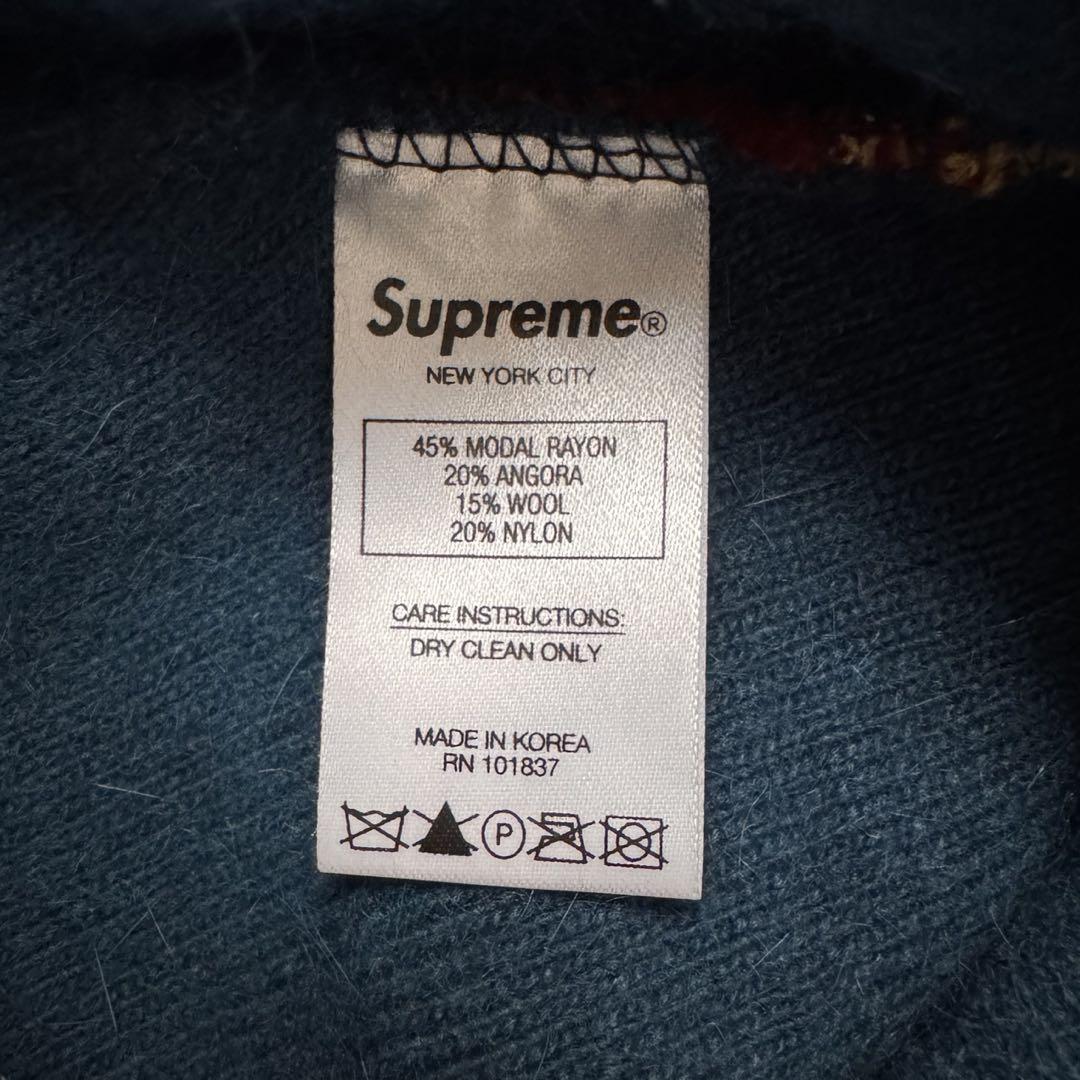 Supreme®
NEW YORK CITY
45% MODAL RAYON
20% ANGORA
15% WOOL
20% NYLON
CARE INSTRUCTIONS:
DRY CLEAN ONLY
MADE IN KOREA
RN 101837
P